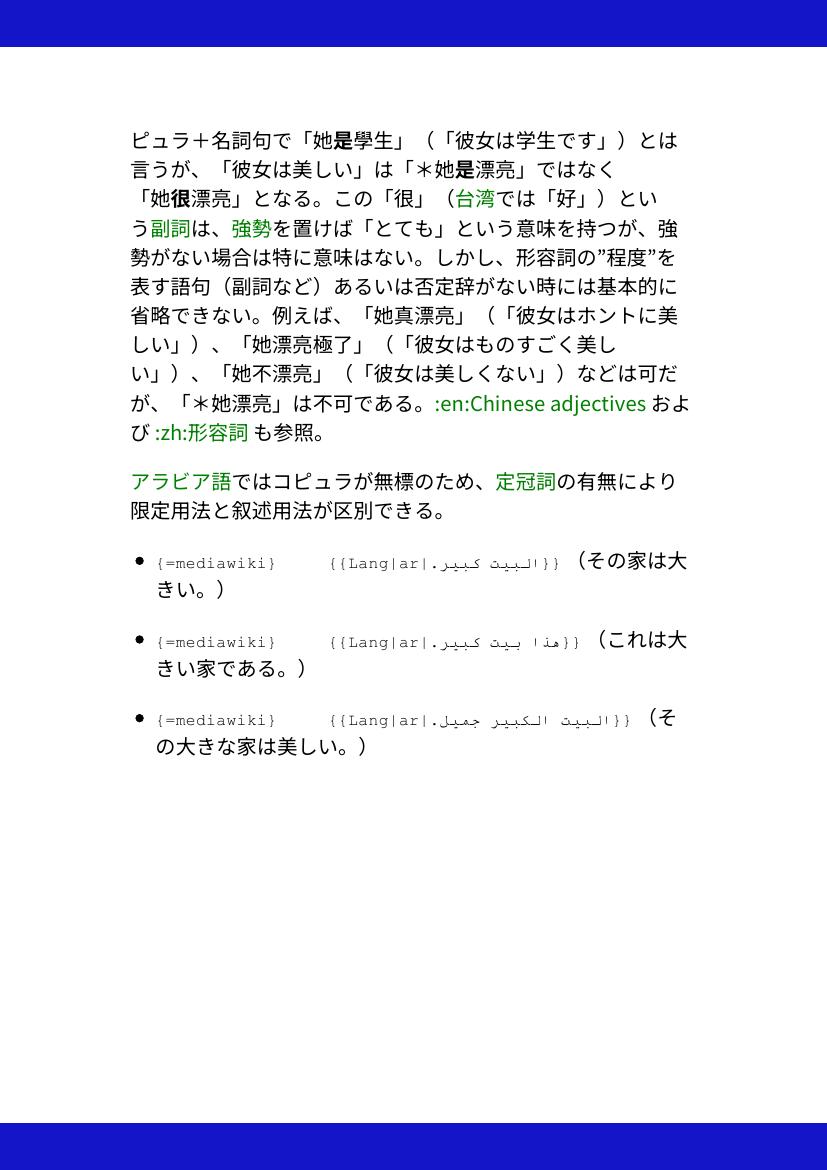 ピュラ＋名詞句で「她是學生」（「彼女は学生です」）とは
言うが、「彼女は美しい」は「＊她是漂亮」ではなく
「她很漂亮」となる。この「很」（台湾では「好」）とい
う副詞は、強勢を置けば「とても」という意味を持つが、強
勢がない場合は特に意味はない。しかし、形容詞の”程度”を
表す語句（副詞など）あるいは否定辞がない時には基本的に
省略できない。例えば、「她真漂亮」（「彼女はホントに美
しい」）、「她漂亮極了」（「彼女はものすごく美し
い」）、「她不漂亮」（「彼女は美しくない」）などは可だ
が、「＊她漂亮」は不可である。:en:Chinese adjectives およ
び :zh:形容詞 も参照。
アラビア語ではコピュラが無標のため、定冠詞の有無により
限定用法と叙述用法が区別できる。
• {=mediawiki} {{Lang|ar|البيت كبير.}}（その家は大
きい。）
• {=mediawiki} {{Lang|ar|هذا بيت كبير.}}（これは大
きい家である。）
• {=mediawiki} {{Lang|ar|البيت الكبير جميل.}}（そ
の大きな家は美しい。）